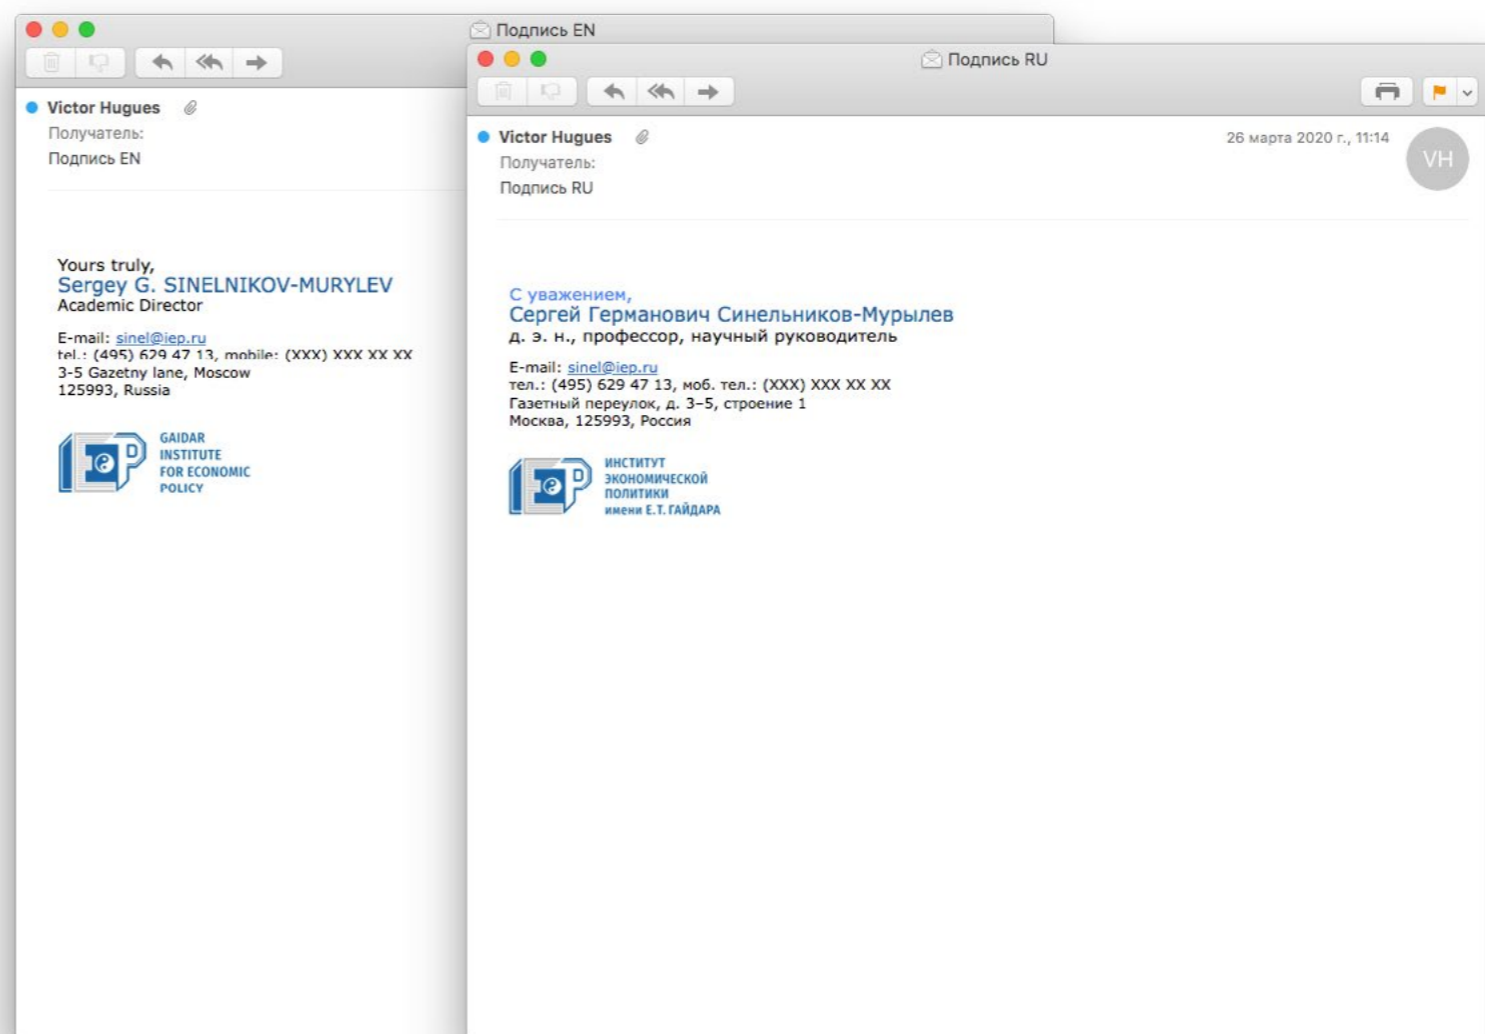 Подпись EN
Victor Hugues
Получатель:
Подпись EN
Yours truly,
Sergey G. SINELNIKOV-MURYLEV
Academic Director
E-mail: sinel@iep.ru
tel.: (495) 629 47 13, mobile: (XXX) XXX XX XX
3-5 Gazetny lane, Moscow
125993, Russia
GAIDAR
INSTITUTE
FOR ECONOMIC
POLICY
Подпись RU
Victor Hugues
26 марта 2020 г., 11:14
VH
Получатель:
Подпись RU
С уважением,
Сергей Германович Синельников-Мурылев
д. э. н., профессор, научный руководитель
E-mail: sinel@iep.ru
тел.: (495) 629 47 13, моб. тел.: (XXX) XXX XX XX
Газетный переулок, д. 3–5, строение 1
Москва, 125993, Россия
ИНСТИТУТ
ЭКОНОМИЧЕСКОЙ
ПОЛИТИКИ
имени Е.Т. ГАЙДАРА